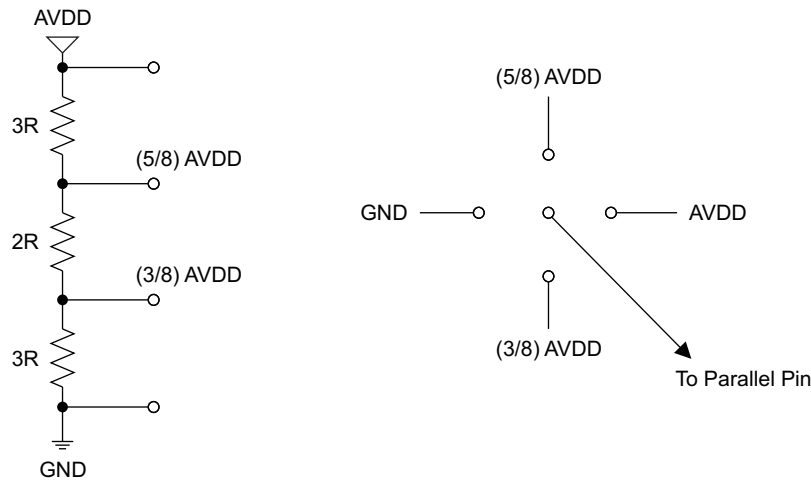 AVDD
3R
(5/8) AVDD
2R
(3/8) AVDD
3R
GND
(5/8) AVDD
GND
AVDD
(3/8) AVDD
To Parallel Pin